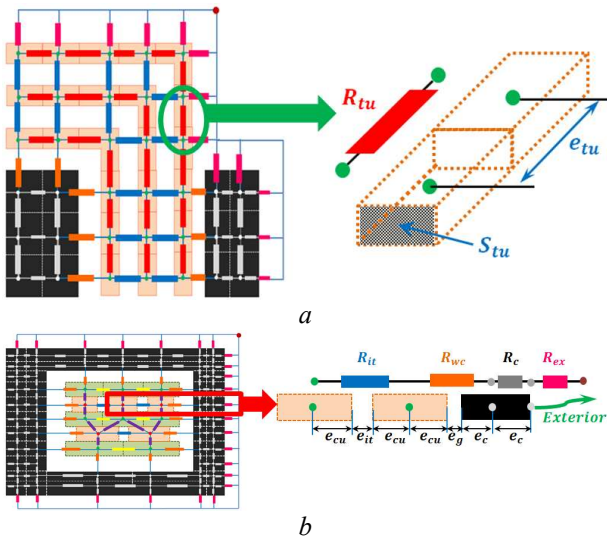 R_tu
e_tu
S_tu
a
R_it R_wc R_c R_ex
Exterior
e_cu e_it e_cu e_cu e_g e_c e_c
b